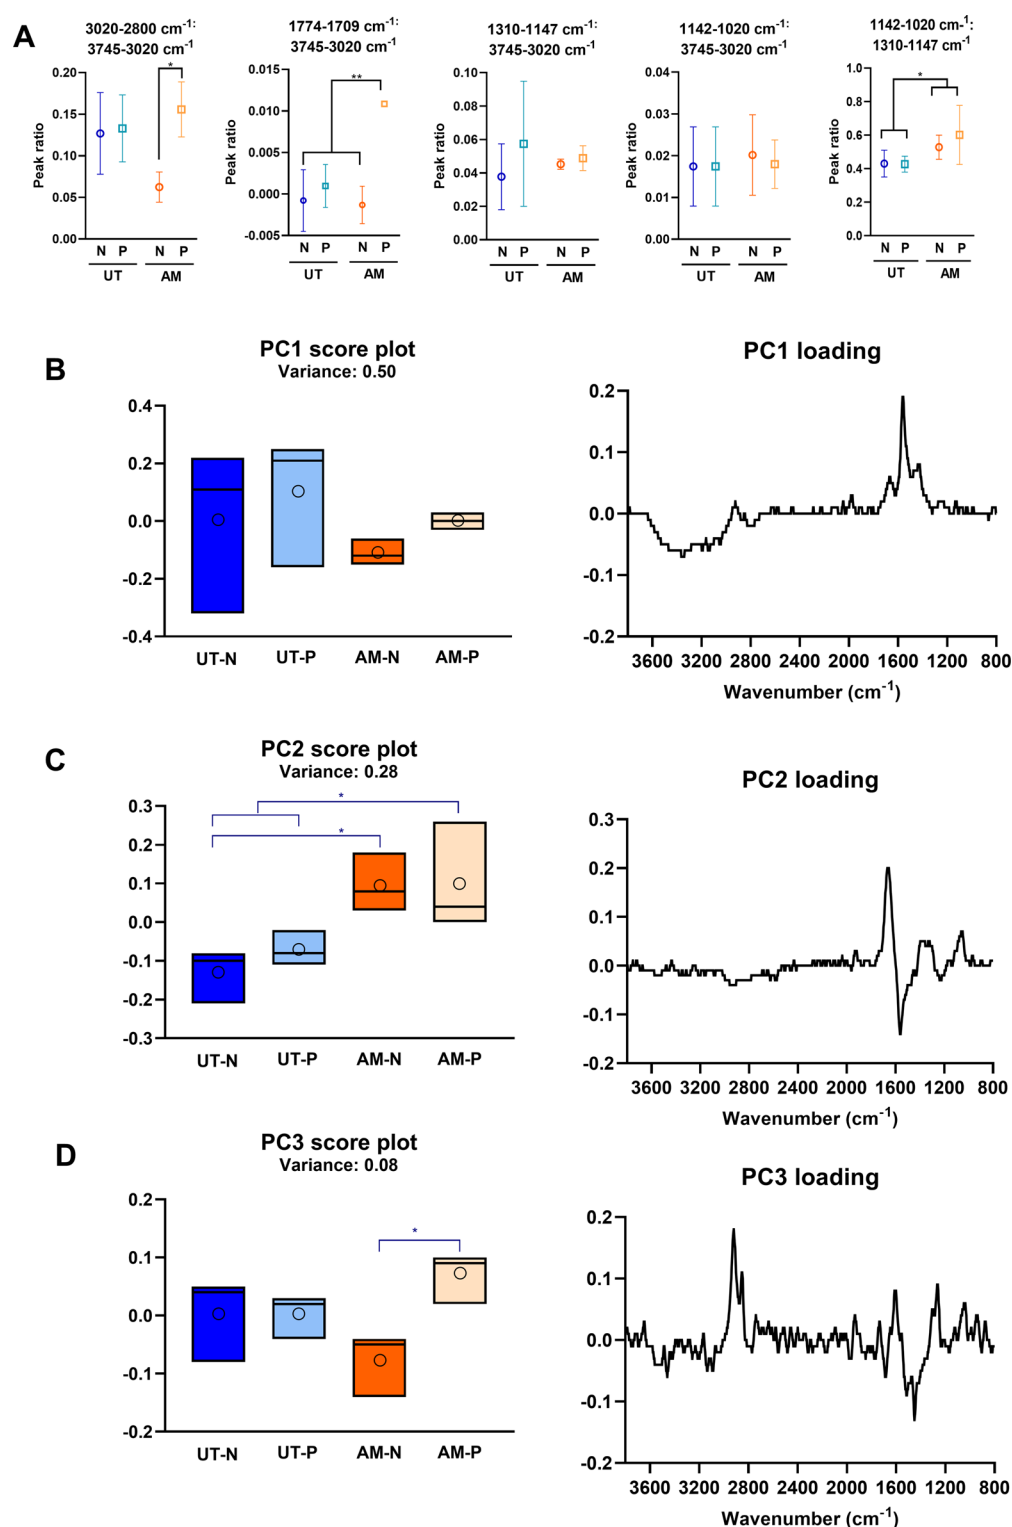 A
3020-2800 cm-1:
3745-3020 cm-1
1774-1709 cm-1:
3745-3020 cm-1
1310-1147 cm-1:
3745-3020 cm-1
1142-1020 cm-1:
3745-3020 cm-1
1142-1020 cm-1:
1310-1147 cm-1
Peak ratio
0.20
0.15
0.10
0.05
0.00
*
N P N P
UT AM
Peak ratio
0.015
0.010
0.005
0.000
-0.005
**
N P N P
UT AM
Peak ratio
0.10
0.08
0.06
0.04
0.02
0.00
N P N P
UT AM
Peak ratio
0.04
0.03
0.02
0.01
0.00
N P N P
UT AM
Peak ratio
1.0
0.8
0.6
0.4
0.2
0.0
*
N P N P
UT AM
B
PC1 score plot
Variance: 0.50
0.4
0.2
0.0
-0.2
-0.4
UT-N UT-P AM-N AM-P
PC1 loading
0.2
0.1
0.0
-0.1
-0.2
3600 3200 2800 2400 2000 1600 1200 800
Wavenumber (cm-1)
C
PC2 score plot
Variance: 0.28
0.3
0.2
0.1
0.0
-0.1
-0.2
-0.3
*
*
UT-N UT-P AM-N AM-P
PC2 loading
0.3
0.2
0.1
0.0
-0.1
-0.2
3600 3200 2800 2400 2000 1600 1200 800
Wavenumber (cm-1)
D
PC3 score plot
Variance: 0.08
0.2
0.1
0.0
-0.1
-0.2
*
UT-N UT-P AM-N AM-P
PC3 loading
0.2
0.1
0.0
-0.1
-0.2
3600 3200 2800 2400 2000 1600 1200 800
Wavenumber (cm-1)